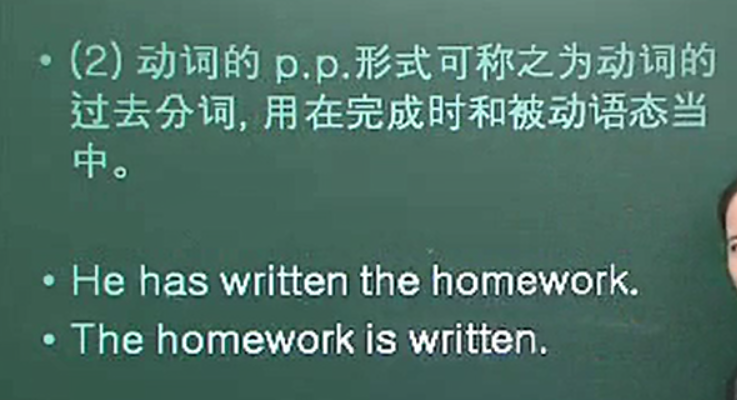 • (2) 动词的 p.p.形式可称之为动词的
过去分词, 用在完成时和被动语态当
中。
• He has written the homework.
• The homework is written.